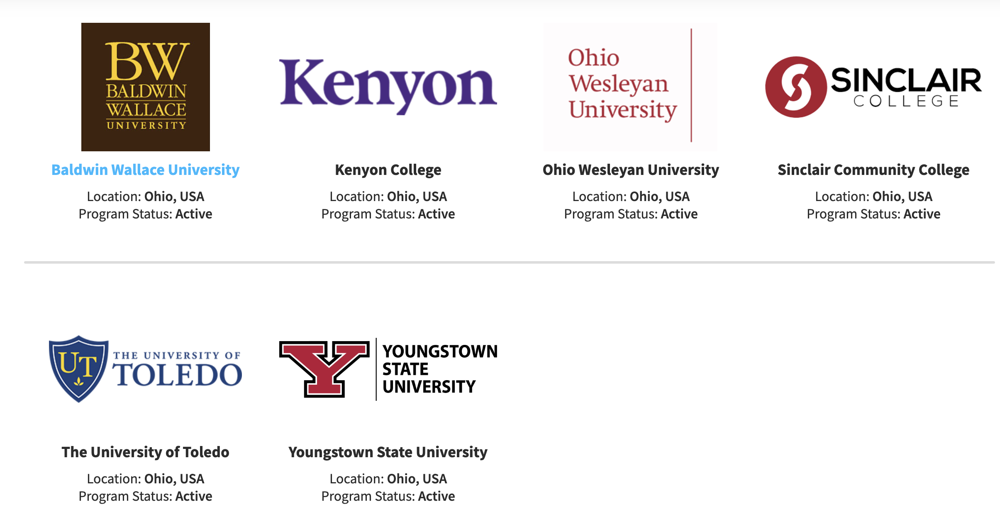 BW
BALDWIN
WALLACE
UNIVERSITY
Baldwin Wallace University
Location: Ohio, USA
Program Status: Active
Kenyon
Kenyon College
Location: Ohio, USA
Program Status: Active
Ohio
Wesleyan
University
Ohio Wesleyan University
Location: Ohio, USA
Program Status: Active
SINCLAIR
COLLEGE
Sinclair Community College
Location: Ohio, USA
Program Status: Active
UT
THE UNIVERSITY OF
TOLEDO
The University of Toledo
Location: Ohio, USA
Program Status: Active
Y
YOUNGSTOWN
STATE
UNIVERSITY
Youngstown State University
Location: Ohio, USA
Program Status: Active